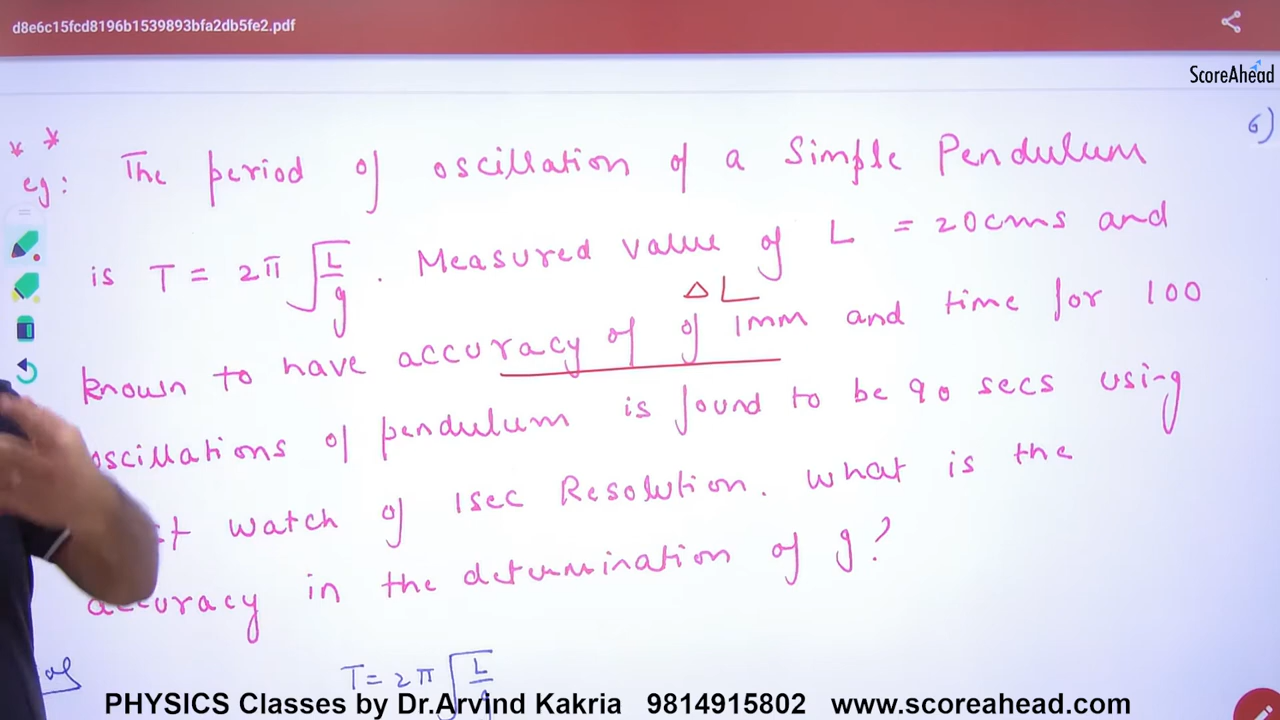 d8e6c15fcd8196b1539893bfa2db5fe2.pdf
ScoreAhead
6)
eg: The period of oscillation of a Simple Pendulum
is T = 2π √L/g . Measured value of L = 20cms and
ΔL
known to have accuracy of of 1mm and time for 100
oscillations of pendulum is found to be 90 secs using
watch of 1sec Resolution. What is the
accuracy in the determination of g?
T = 2π √L/g
PHYSICS Classes by Dr.Arvind Kakria 9814915802 www.scoreahead.com